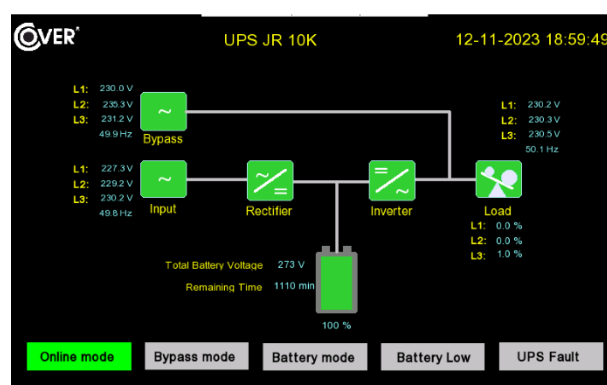 COVER
UPS JR 10K
12-11-2023 18:59:49
L1: 230.0 V
L2: 235.3 V
L3: 231.2 V
49.9 Hz
Bypass
L1: 230.2 V
L2: 230.3 V
L3: 230.5 V
50.1 Hz
L1: 227.3 V
L2: 229.2 V
L3: 230.2 V
49.8 Hz
Input
Rectifier
Inverter
Load
L1: 0.0 %
L2: 0.0 %
L3: 1.0 %
Total Battery Voltage 273 V
Remaining Time 1110 min
100 %
Online mode
Bypass mode
Battery mode
Battery Low
UPS Fault